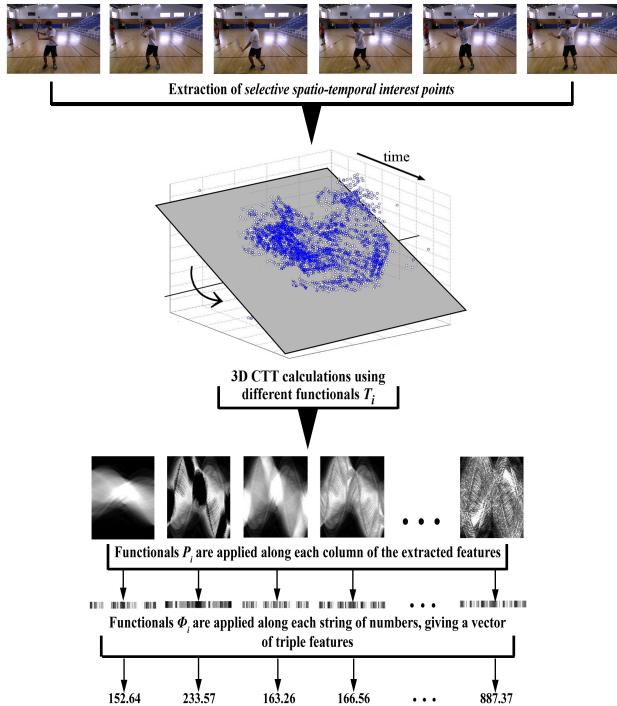 Extraction of selective spatio-temporal interest points
time
3D CTT calculations using
different functionals Ti
• • •
Functionals Pi are applied along each column of the extracted features
• • •
Functionals Φi are applied along each string of numbers, giving a vector
of triple features
152.64 233.57 163.26 166.56 • • • 887.37